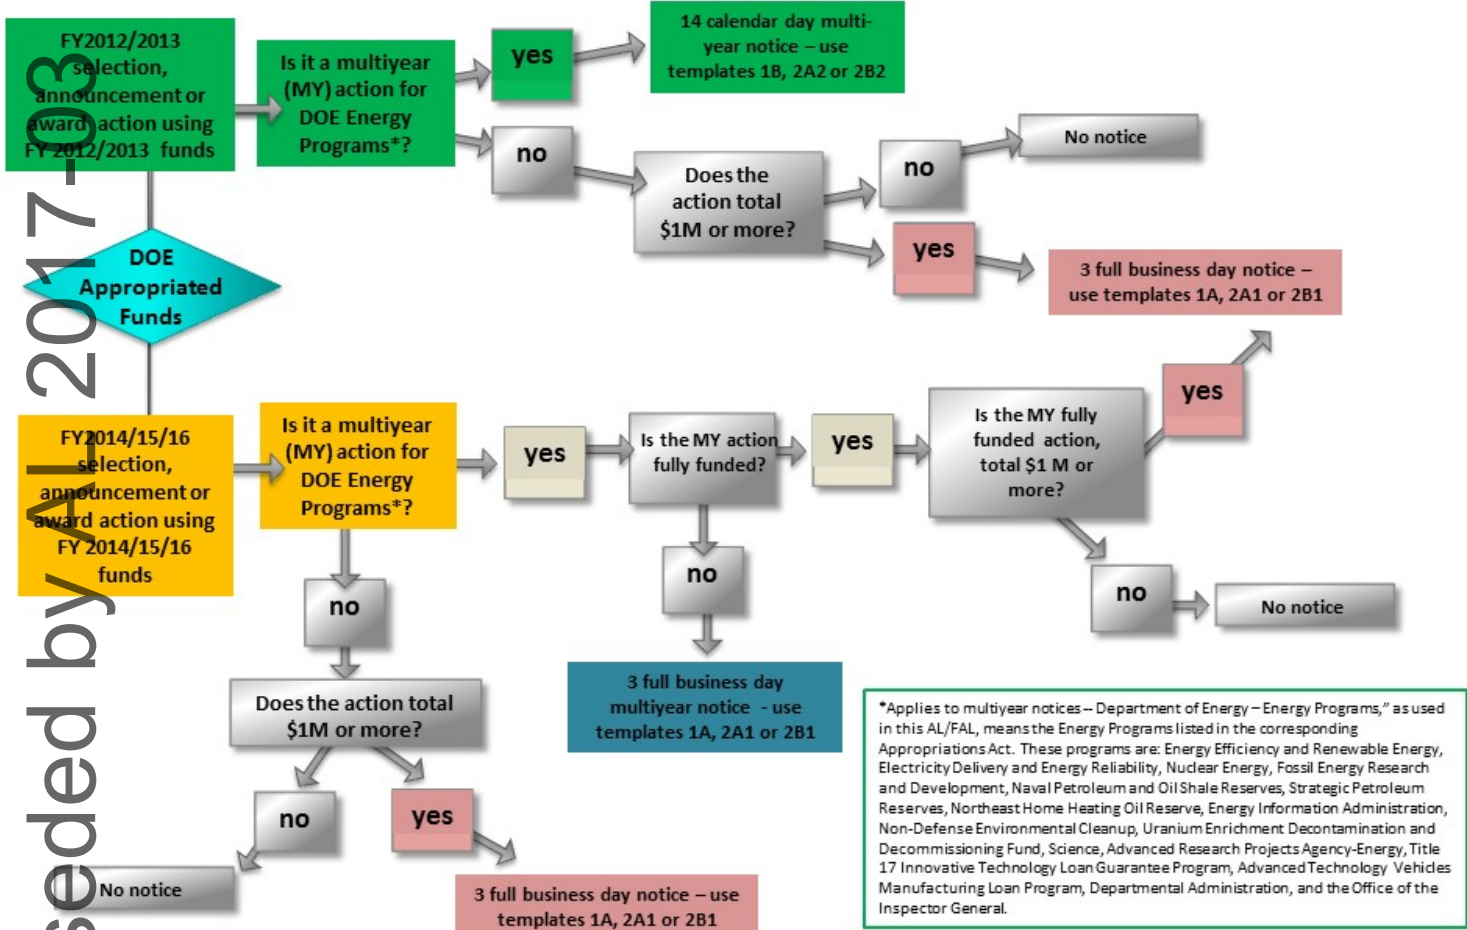 FY2012/2013
selection,
announcement or
award action using
FY 2012/2013 funds
Is it a multiyear
(MY) action for
DOE Energy
Programs*?
yes
14 calendar day multi-
year notice – use
templates 1B, 2A2 or 2B2
no
Does the
action total
$1M or more?
no
No notice
yes
3 full business day notice –
use templates 1A, 2A1 or 2B1
DOE
Appropriated
Funds
FY2014/15/16
selection,
announcement or
award action using
FY 2014/15/16
funds
Is it a multiyear
(MY) action for
DOE Energy
Programs*?
yes
Is the MY action
fully funded?
yes
Is the MY fully
funded action,
total $1 M or
more?
yes
no
No notice
no
3 full business day
multiyear notice - use
templates 1A, 2A1 or 2B1
no
Does the action total
$1M or more?
no
No notice
yes
3 full business day notice – use
templates 1A, 2A1 or 2B1
*Applies to multiyear notices -- Department of Energy – Energy Programs,” as used
in this AL/FAL, means the Energy Programs listed in the corresponding
Appropriations Act. These programs are: Energy Efficiency and Renewable Energy,
Electricity Delivery and Energy Reliability, Nuclear Energy, Fossil Energy Research
and Development, Naval Petroleum and Oil Shale Reserves, Strategic Petroleum
Reserves, Northeast Home Heating Oil Reserve, Energy Information Administration,
Non-Defense Environmental Cleanup, Uranium Enrichment Decontamination and
Decommissioning Fund, Science, Advanced Research Projects Agency-Energy, Title
17 Innovative Technology Loan Guarantee Program, Advanced Technology Vehicles
Manufacturing Loan Program, Departmental Administration, and the Office of the
Inspector General.
seded by AL 2017-03